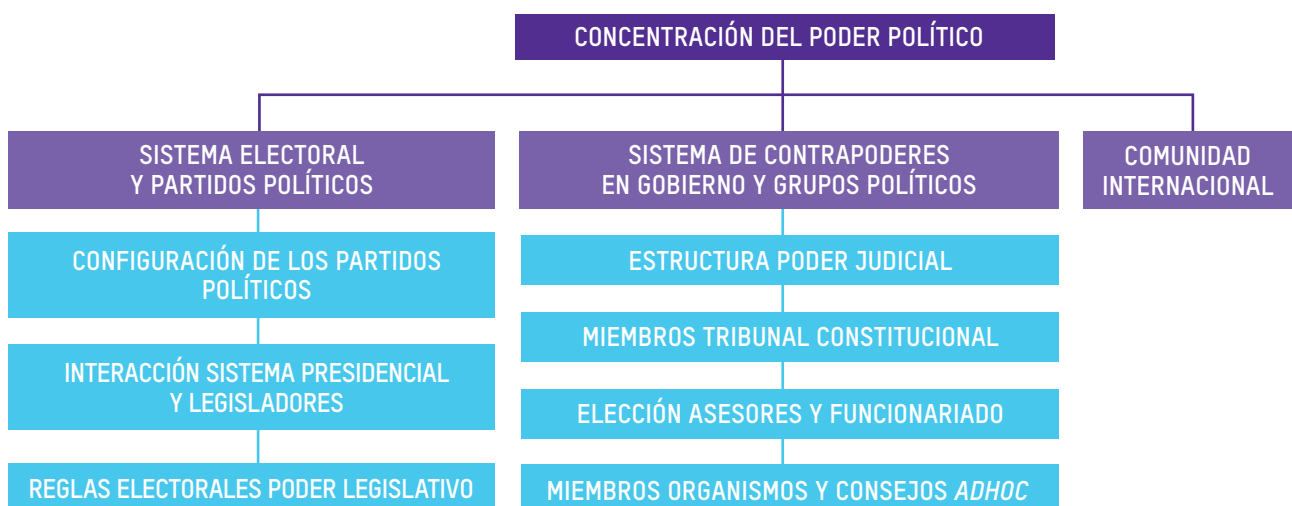 CONCENTRACIÓN DEL PODER POLÍTICO
SISTEMA ELECTORAL
Y PARTIDOS POLÍTICOS
CONFIGURACIÓN DE LOS PARTIDOS
POLÍTICOS
INTERACCIÓN SISTEMA PRESIDENCIAL
Y LEGISLADORES
REGLAS ELECTORALES PODER LEGISLATIVO
SISTEMA DE CONTRAPODERES
EN GOBIERNO Y GRUPOS POLÍTICOS
ESTRUCTURA PODER JUDICIAL
MIEMBROS TRIBUNAL CONSTITUCIONAL
ELECCIÓN ASESORES Y FUNCIONARIADO
MIEMBROS ORGANISMOS Y CONSEJOS ADHOC
COMUNIDAD
INTERNACIONAL